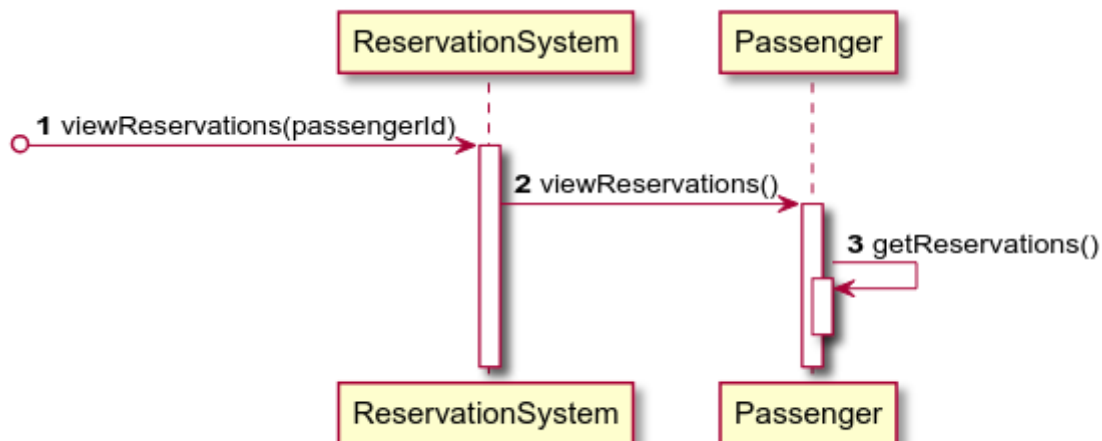 ReservationSystem Passenger
1 viewReservations(passengerId)
2 viewReservations()
3 getReservations()
ReservationSystem Passenger